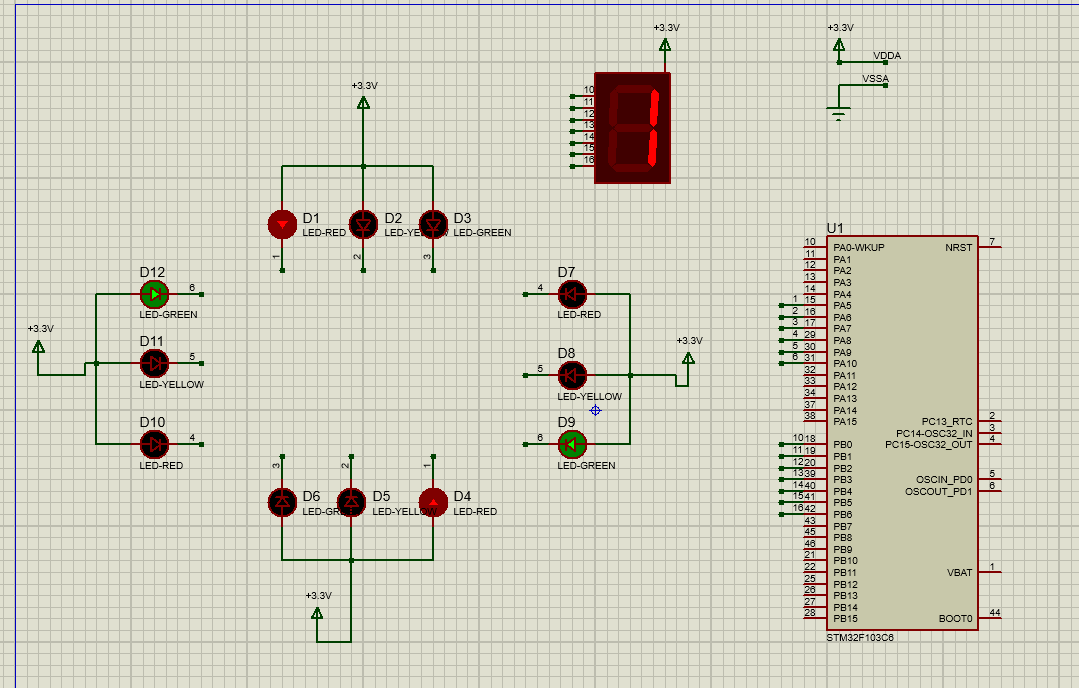 +3.3V
+3.3V
VDDA
VSSA
+3.3V
10
11
12
13
14
15
16
1
D1
LED-RED
1
D2
2
D3
LED-GREEN
3
D12
6
LED-GREEN
D11
5
LED-YELLOW
D10
4
LED-RED
+3.3V
D7
4
LED-RED
D8
5
LED-YELLOW
D9
6
LED-GREEN
+3.3V
3
D6
2
D5
1
D4
LED-RED
+3.3V
U1
10 PA0-WKUP
11 PA1
12 PA2
13 PA3
14 PA4
1 15 PA5
2 16 PA6
3 17 PA7
4 29 PA8
5 30 PA9
6 31 PA10
32 PA11
33 PA12
34 PA13
37 PA14
38 PA15
10 18 PB0
11 19 PB1
12 20 PB2
13 39 PB3
14 40 PB4
15 41 PB5
16 42 PB6
43 PB7
45 PB8
46 PB9
21 PB10
22 PB11
25 PB12
26 PB13
27 PB14
28 PB15
NRST 7
PC13_RTC 2
PC14-OSC32_IN 3
PC15-OSC32_OUT 4
OSCIN_PD0 5
OSCOUT_PD1 6
VBAT 1
BOOT0 44
STM32F103C6